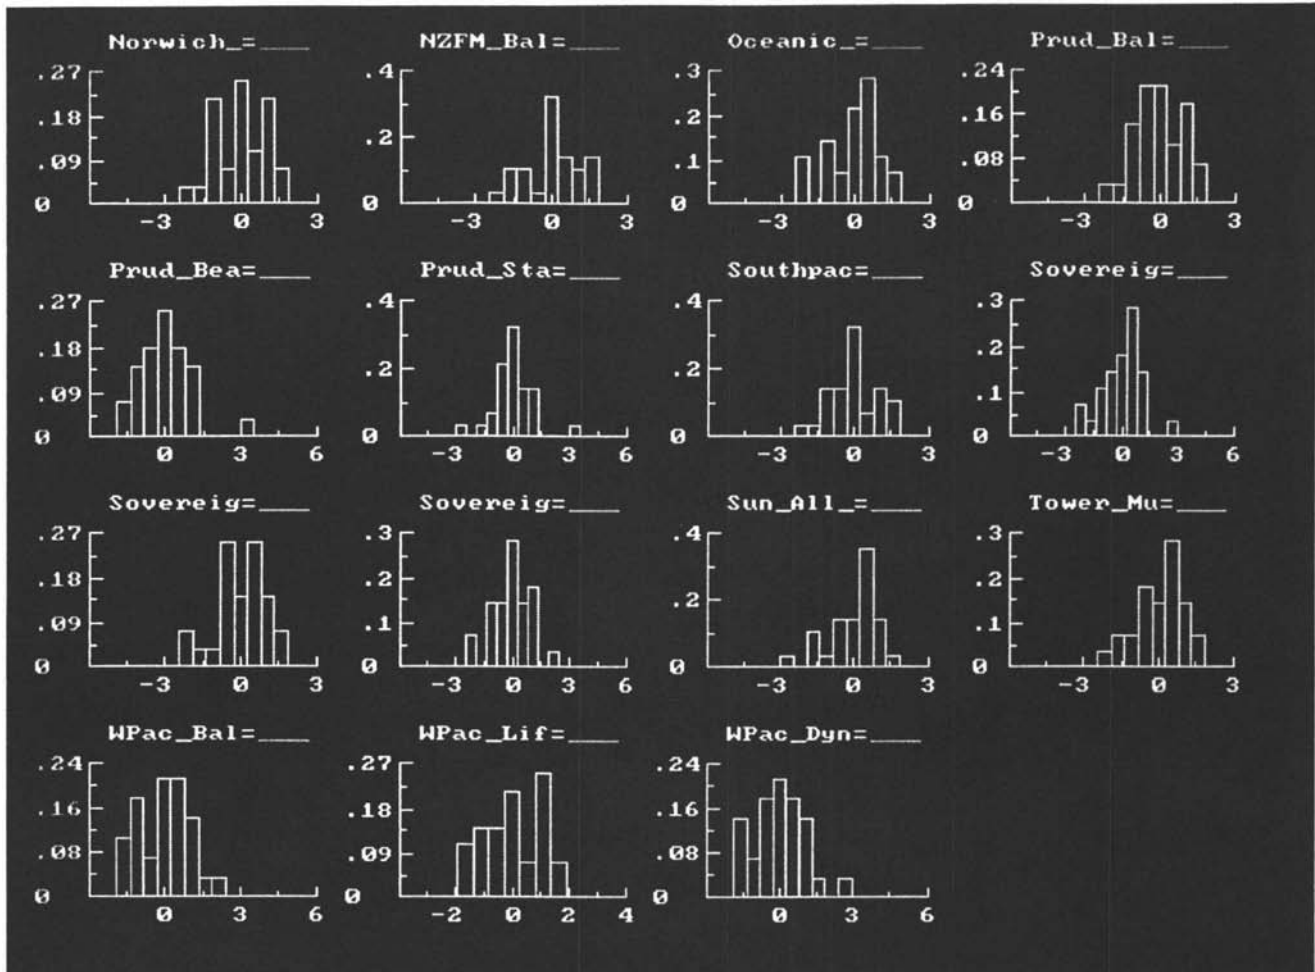 Norwich_=____ NZFM_Bal=____ Oceanic_=____ Prud_Bal=____
.27 .4 .3 .24
.18 .2 .2 .16
.09 .1 .08
0 0 0 0
-3 0 3 -3 0 3 -3 0 3 -3 0 3
Prud_Bea=____ Prud_Sta=____ Southpac=____ Sovereig=____
.27 .4 .4 .3
.18 .2 .2 .2
.09 .1
0 0 0 0
0 3 6 -3 0 3 6 -3 0 3 -3 0 3 6
Sovereig=____ Sovereig=____ Sun_All_=____ Tower_Mu=____
.27 .3 .4 .3
.18 .2 .2 .2
.09 .1 .1
0 0 0 0
-3 0 3 -3 0 3 6 -3 0 3 -3 0 3
WPac_Bal=____ WPac_Lif=____ WPac_Dyn=____
.24 .27 .24
.16 .18 .16
.08 .09 .08
0 0 0
0 3 6 -2 0 2 4 0 3 6